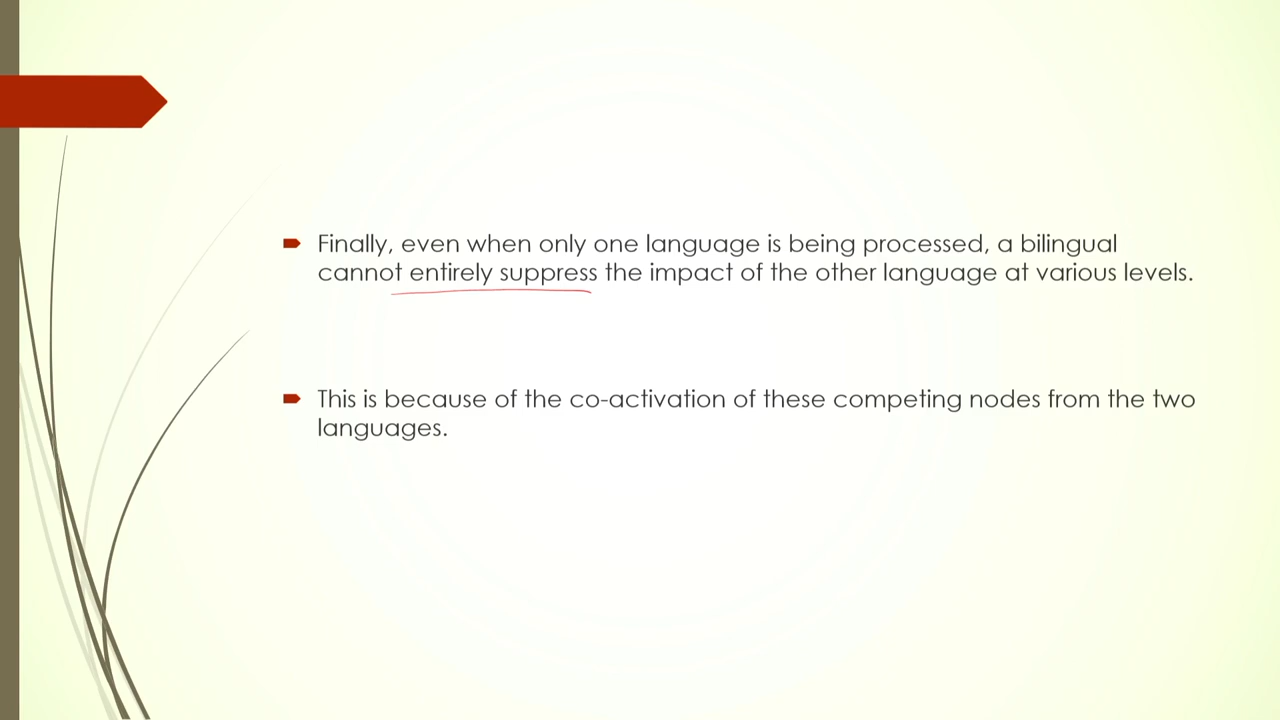 Finally, even when only one language is being processed, a bilingual
cannot entirely suppress the impact of the other language at various levels.
This is because of the co-activation of these competing nodes from the two
languages.